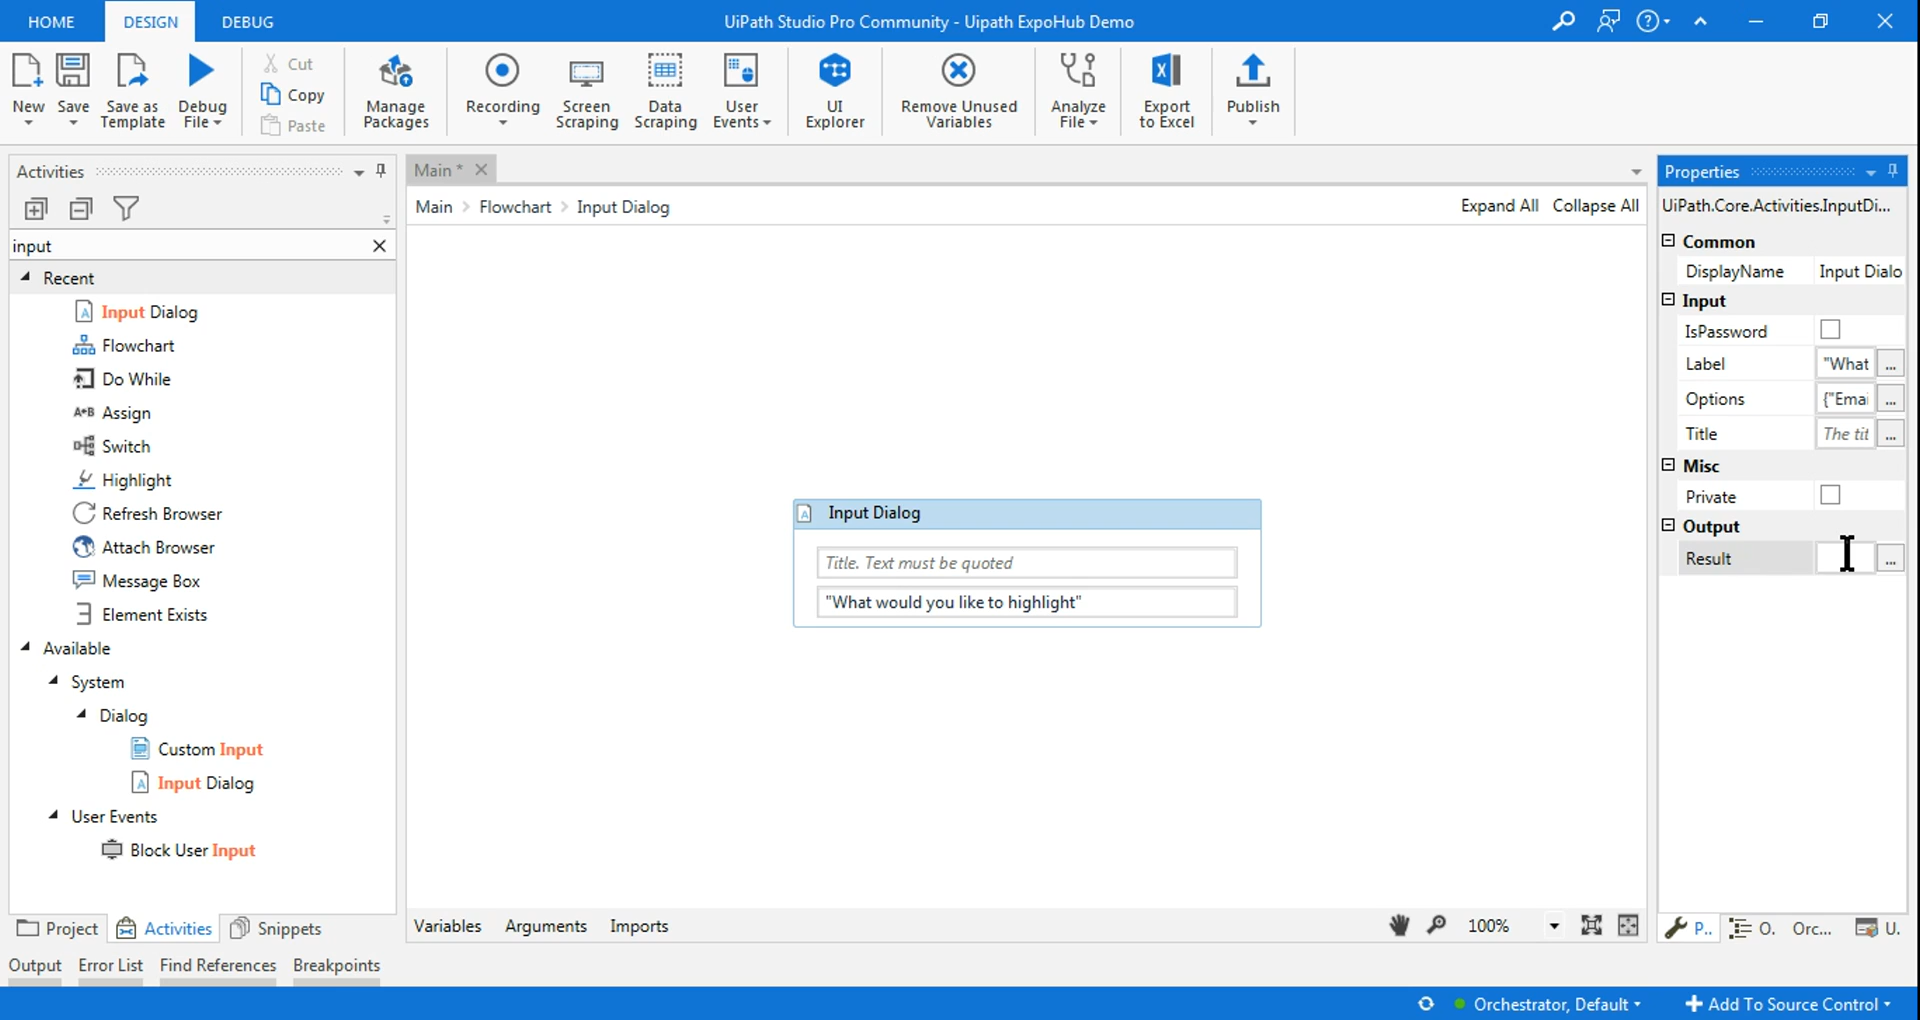 HOME DESIGN DEBUG UiPath Studio Pro Community - Uipath ExpoHub Demo
New Save Save as Template Debug File
Cut
Copy
Paste
Manage Packages
Recording
Screen Scraping
Data Scraping
User Events
UI Explorer
Remove Unused Variables
Analyze File
Export to Excel
Publish
Activities
input
Recent
Input Dialog
Flowchart
Do While
A+B Assign
Switch
Highlight
Refresh Browser
Attach Browser
Message Box
Element Exists
Available
System
Dialog
Custom Input
Input Dialog
User Events
Block User Input
Project Activities Snippets
Main *
Main > Flowchart > Input Dialog Expand All Collapse All
Input Dialog
Title. Text must be quoted
"What would you like to highlight"
Variables Arguments Imports 100%
Properties
UiPath.Core.Activities.InputDi...
Common
DisplayName Input Dialo
Input
IsPassword
Label "What ...
Options {"Emai ...
Title The tit ...
Misc
Private
Output
Result ...
P.. O. Orc... U.
Output Error List Find References Breakpoints
Orchestrator, Default Add To Source Control